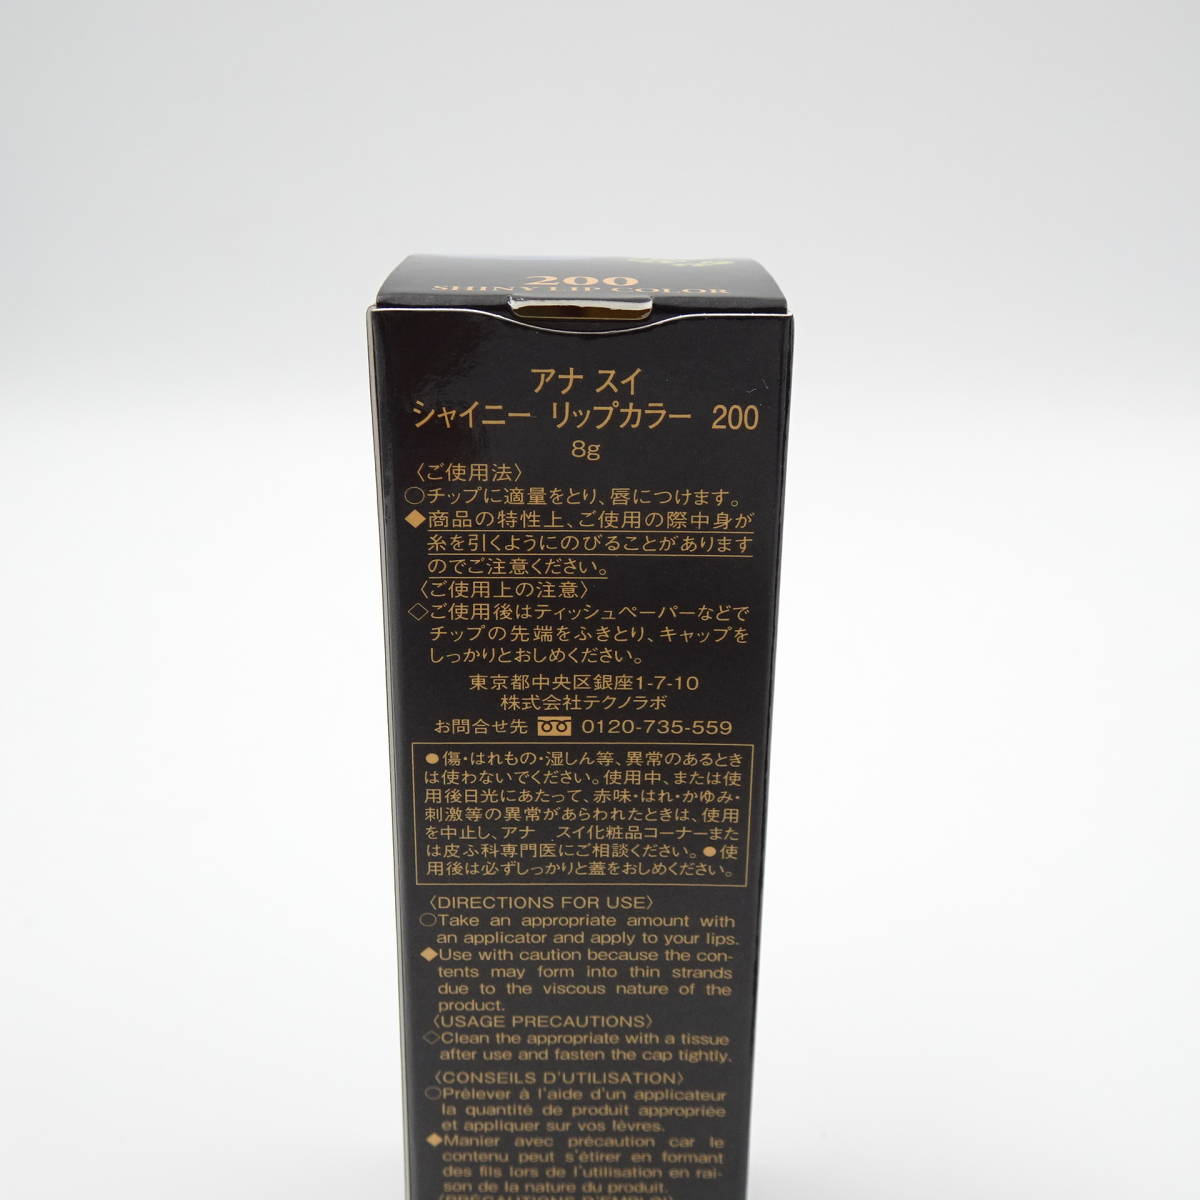 200
SHINY LIP COLOR
アナ スイ
シャイニー リップカラー 200
8g
〈ご使用法〉
○チップに適量をとり、唇につけます。
◆商品の特性上、ご使用の際中身が
糸を引くようにのびることがあります
のでご注意ください。
〈ご使用上の注意〉
◇ご使用後はティッシュペーパーなどで
チップの先端をふきとり、キャップを
しっかりとおしめください。
東京都中央区銀座1-7-10
株式会社テクノラボ
お問合せ先 0120-735-559
●傷・はれもの・湿しん等、異常のあるとき
は使わないでください。使用中、または使
用後日光にあたって、赤味・はれ・かゆみ・
刺激等の異常があらわれたときは、使用
を中止し、アナ スイ化粧品コーナーまた
は皮ふ科専門医にご相談ください。●使
用後は必ずしっかりと蓋をおしめください。
〈DIRECTIONS FOR USE〉
○Take an appropriate amount with
an applicator and apply to your lips.
◆Use with caution because the con-
tents may form into thin strands
due to the viscous nature of the
product.
〈USAGE PRECAUTIONS〉
◇Clean the appropriate with a tissue
after use and fasten the cap tightly.
〈CONSEILS D'UTILISATION〉
○Prélever à l'aide d'un applicateur
la quantité de produit appropriée
et appliquer sur vos lèvres.
◆Manier avec précaution car le
contenu peut s'étirer en formant
des fils lors de l'utilisation en rai-
son de la nature du produit.
〈PRÉCAUTIONS D'EMPLOI〉